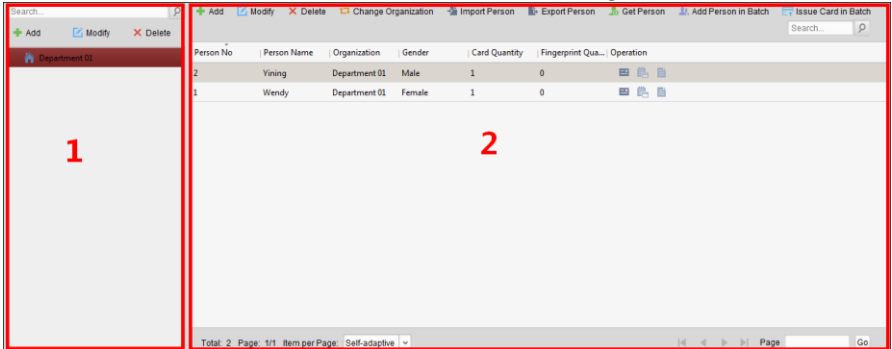 Search...
Add Modify Delete
Department 01
1
Add Modify Delete Change Organization Import Person Export Person Get Person Add Person in Batch Issue Card in Batch
Search...
Person No Person Name Organization Gender Card Quantity Fingerprint Qua... Operation
2 Yining Department 01 Male 1 0
1 Wendy Department 01 Female 1 0
2
Total: 2 Page: 1/1 Item per Page: Self-adaptive Page Go